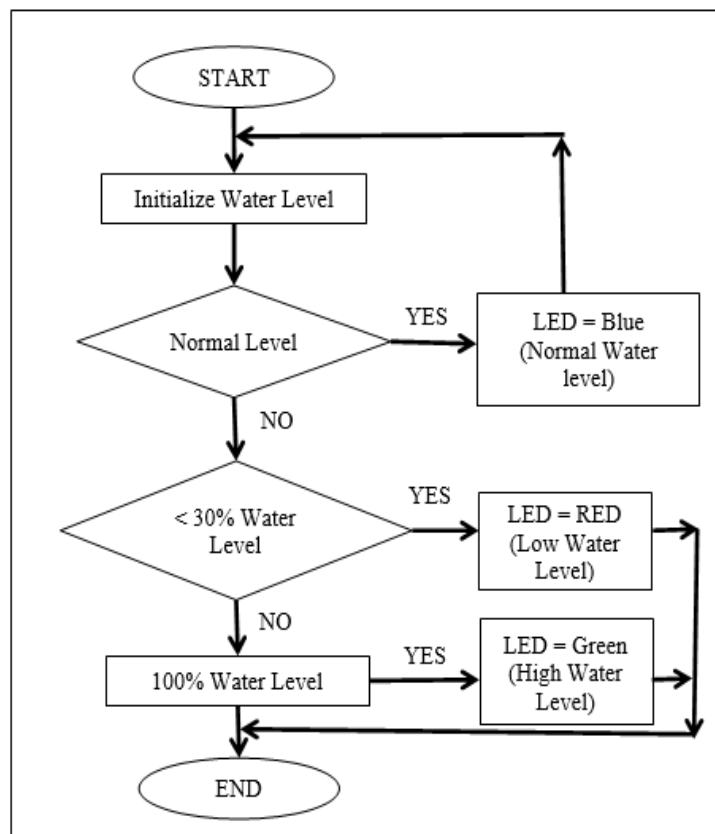 START
Initialize Water Level
Normal Level
YES
LED = Blue
(Normal Water
level)
NO
< 30% Water
Level
YES
LED = RED
(Low Water
Level)
NO
100% Water Level
YES
LED = Green
(High Water
Level)
END